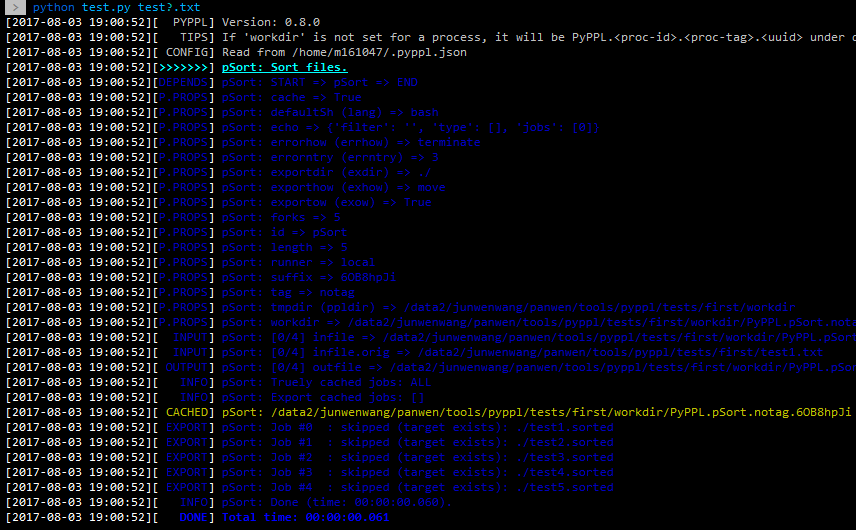 > python test.py test?.txt
[2017-08-03 19:00:52][  PYPPL] Version: 0.8.0
[2017-08-03 19:00:52][   TIPS] If 'workdir' is not set for a process, it will be PyPPL.<proc-id>.<proc-tag>.<uuid> under
[2017-08-03 19:00:52][ CONFIG] Read from /home/m161047/.pyppl.json
[2017-08-03 19:00:52][>>>>>>>] pSort: Sort files.
[2017-08-03 19:00:52][DEPENDS] pSort: START => pSort => END
[2017-08-03 19:00:52][P.PROPS] pSort: cache => True
[2017-08-03 19:00:52][P.PROPS] pSort: defaultSh (lang) => bash
[2017-08-03 19:00:52][P.PROPS] pSort: echo => {'filter': '', 'type': [], 'jobs': [0]}
[2017-08-03 19:00:52][P.PROPS] pSort: errorhow (errhow) => terminate
[2017-08-03 19:00:52][P.PROPS] pSort: errorntry (errntry) => 3
[2017-08-03 19:00:52][P.PROPS] pSort: exportdir (exdir) => ./
[2017-08-03 19:00:52][P.PROPS] pSort: exporthow (exhow) => move
[2017-08-03 19:00:52][P.PROPS] pSort: exportow (exow) => True
[2017-08-03 19:00:52][P.PROPS] pSort: forks => 5
[2017-08-03 19:00:52][P.PROPS] pSort: id => pSort
[2017-08-03 19:00:52][P.PROPS] pSort: length => 5
[2017-08-03 19:00:52][P.PROPS] pSort: runner => local
[2017-08-03 19:00:52][P.PROPS] pSort: suffix => 6OB8hpJi
[2017-08-03 19:00:52][P.PROPS] pSort: tag => notag
[2017-08-03 19:00:52][P.PROPS] pSort: tmpdir (ppldir) => /data2/junwenwang/panwen/tools/pyppl/tests/first/workdir
[2017-08-03 19:00:52][P.PROPS] pSort: workdir => /data2/junwenwang/panwen/tools/pyppl/tests/first/workdir/PyPPL.pSort.nota
[2017-08-03 19:00:52][  INPUT] pSort: [0/4] infile => /data2/junwenwang/panwen/tools/pyppl/tests/first/workdir/PyPPL.pSort
[2017-08-03 19:00:52][  INPUT] pSort: [0/4] infile.orig => /data2/junwenwang/panwen/tools/pyppl/tests/first/test1.txt
[2017-08-03 19:00:52][ OUTPUT] pSort: [0/4] outfile => /data2/junwenwang/panwen/tools/pyppl/tests/first/workdir/PyPPL.pSor
[2017-08-03 19:00:52][   INFO] pSort: Truely cached jobs: ALL
[2017-08-03 19:00:52][   INFO] pSort: Export cached jobs: []
[2017-08-03 19:00:52][ CACHED] pSort: /data2/junwenwang/panwen/tools/pyppl/tests/first/workdir/PyPPL.pSort.notag.6OB8hpJi
[2017-08-03 19:00:52][ EXPORT] pSort: Job #0  : skipped (target exists): ./test1.sorted
[2017-08-03 19:00:52][ EXPORT] pSort: Job #1  : skipped (target exists): ./test2.sorted
[2017-08-03 19:00:52][ EXPORT] pSort: Job #2  : skipped (target exists): ./test3.sorted
[2017-08-03 19:00:52][ EXPORT] pSort: Job #3  : skipped (target exists): ./test4.sorted
[2017-08-03 19:00:52][ EXPORT] pSort: Job #4  : skipped (target exists): ./test5.sorted
[2017-08-03 19:00:52][   INFO] pSort: Done (time: 00:00:00.060).
[2017-08-03 19:00:52][   DONE] Total time: 00:00:00.061